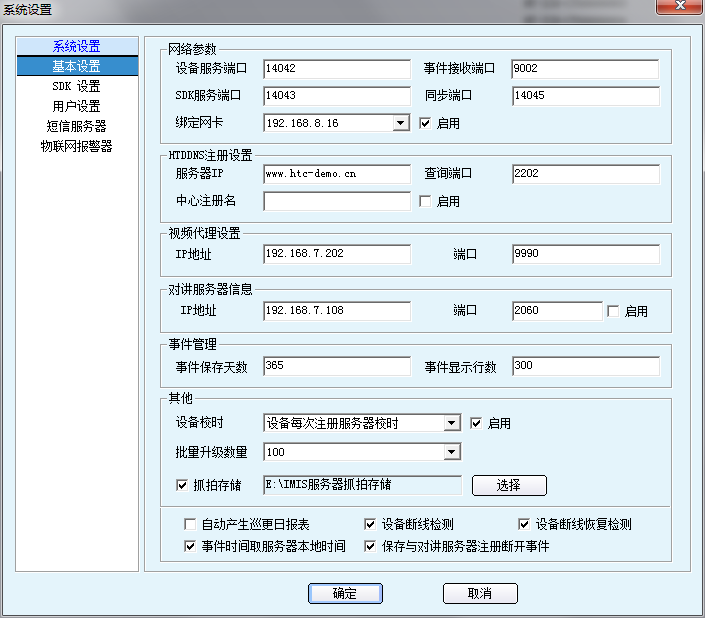 系统设置
系统设置
基本设置
SDK 设置
用户设置
短信服务器
物联网报警器
网络参数
设备服务端口 14042 事件接收端口 9002
SDK服务端口 14043 同步端口 14045
绑定网卡 192.168.8.16 启用
HTDDNS注册设置
服务器IP www.htc-demo.cn 查询端口 2202
中心注册名 启用
视频代理设置
IP地址 192.168.7.202 端口 9990
对讲服务器信息
IP地址 192.168.7.108 端口 2060 启用
事件管理
事件保存天数 365 事件显示行数 300
其他
设备校时 设备每次注册服务器校时 启用
批量升级数量 100
抓拍存储 E:\IMIS服务器抓拍存储 选择
自动产生巡更日报表 设备断线检测 设备断线恢复检测
事件时间取服务器本地时间 保存与对讲服务器注册断开事件
确定 取消